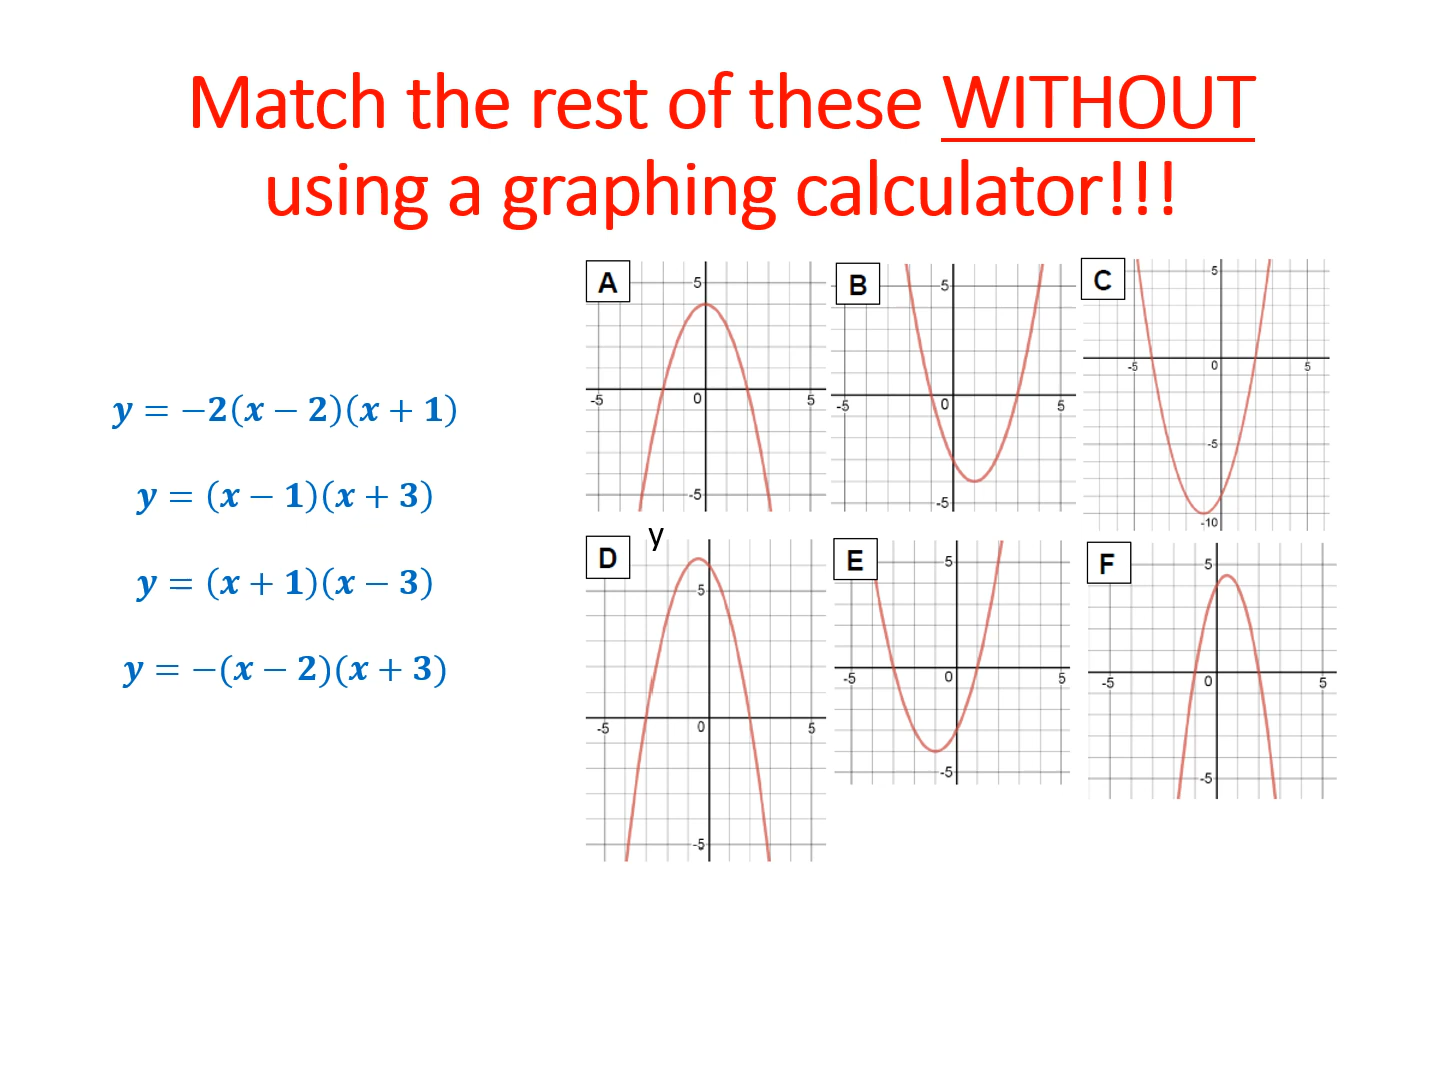 Match the rest of these WITHOUT
using a graphing calculator!!!
y = −2(x − 2)(x + 1)
y = (x − 1)(x + 3)
y = (x + 1)(x − 3)
y = −(x − 2)(x + 3)
A
5
-5
0
5
-5
B
5
-5
0
5
-5
C
5
-5
0
5
-5
-10
D
y
5
-5
0
5
-5
E
5
-5
0
5
-5
F
5
-5
0
5
-5